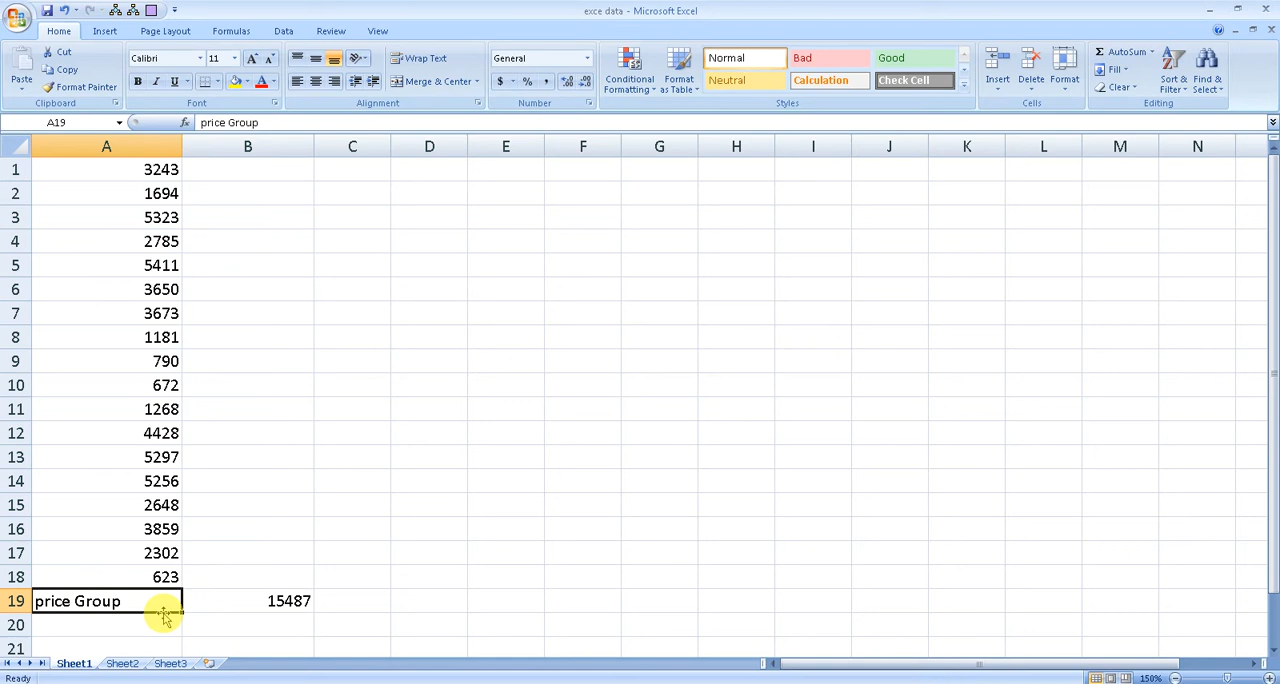 exce data - Microsoft Excel
Home Insert Page Layout Formulas Data Review View
Paste Cut Copy Format Painter Clipboard
Calibri 11 A A B I U A Font
Wrap Text Merge & Center Alignment
General $ % , Number
Conditional Formatting Format as Table Normal Bad Good Neutral Calculation Check Cell Styles
Insert Delete Format Cells
Σ AutoSum Fill Clear Sort & Filter Find & Select Editing
A19 fx price Group
A B C D E F G H I J K L M N
1 3243
2 1694
3 5323
4 2785
5 5411
6 3650
7 3673
8 1181
9 790
10 672
11 1268
12 4428
13 5297
14 5256
15 2648
16 3859
17 2302
18 623
19 price Group 15487
20
21
Sheet1 Sheet2 Sheet3
Ready 150%